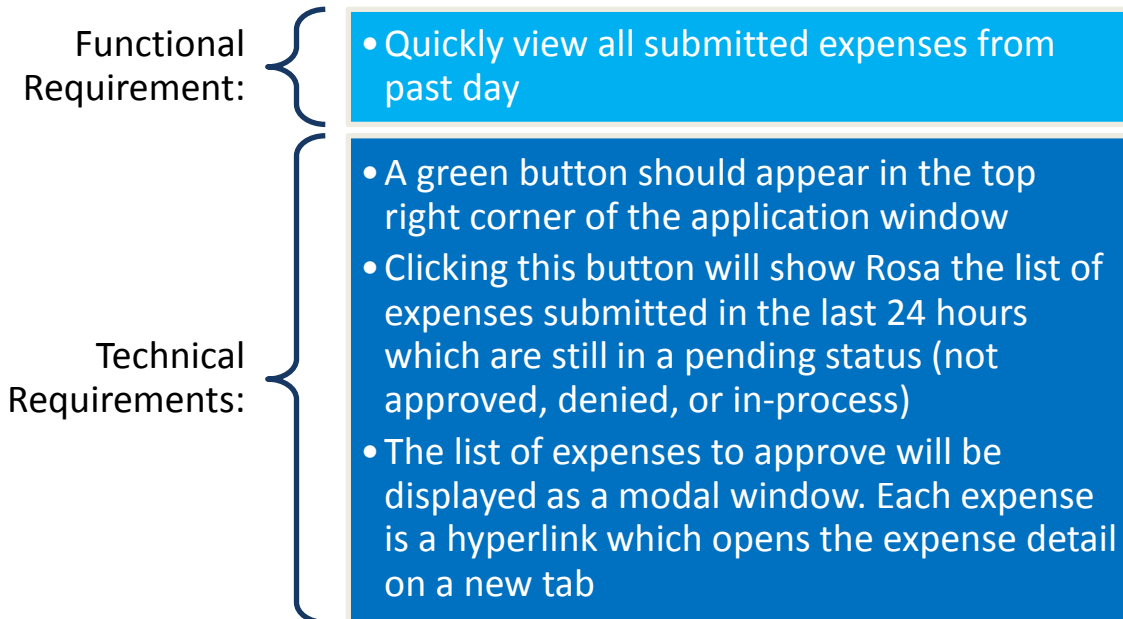 Functional
Requirement:
• Quickly view all submitted expenses from
past day
Technical
Requirements:
• A green button should appear in the top
right corner of the application window
• Clicking this button will show Rosa the list of
expenses submitted in the last 24 hours
which are still in a pending status (not
approved, denied, or in-process)
• The list of expenses to approve will be
displayed as a modal window. Each expense
is a hyperlink which opens the expense detail
on a new tab